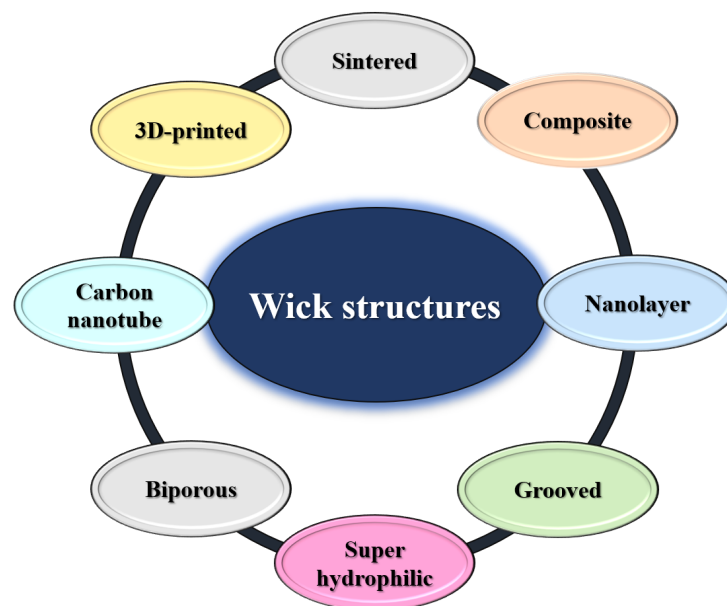 Sintered
Composite
3D-printed
Carbon
nanotube
Wick structures
Nanolayer
Biporous
Grooved
Super
hydrophilic